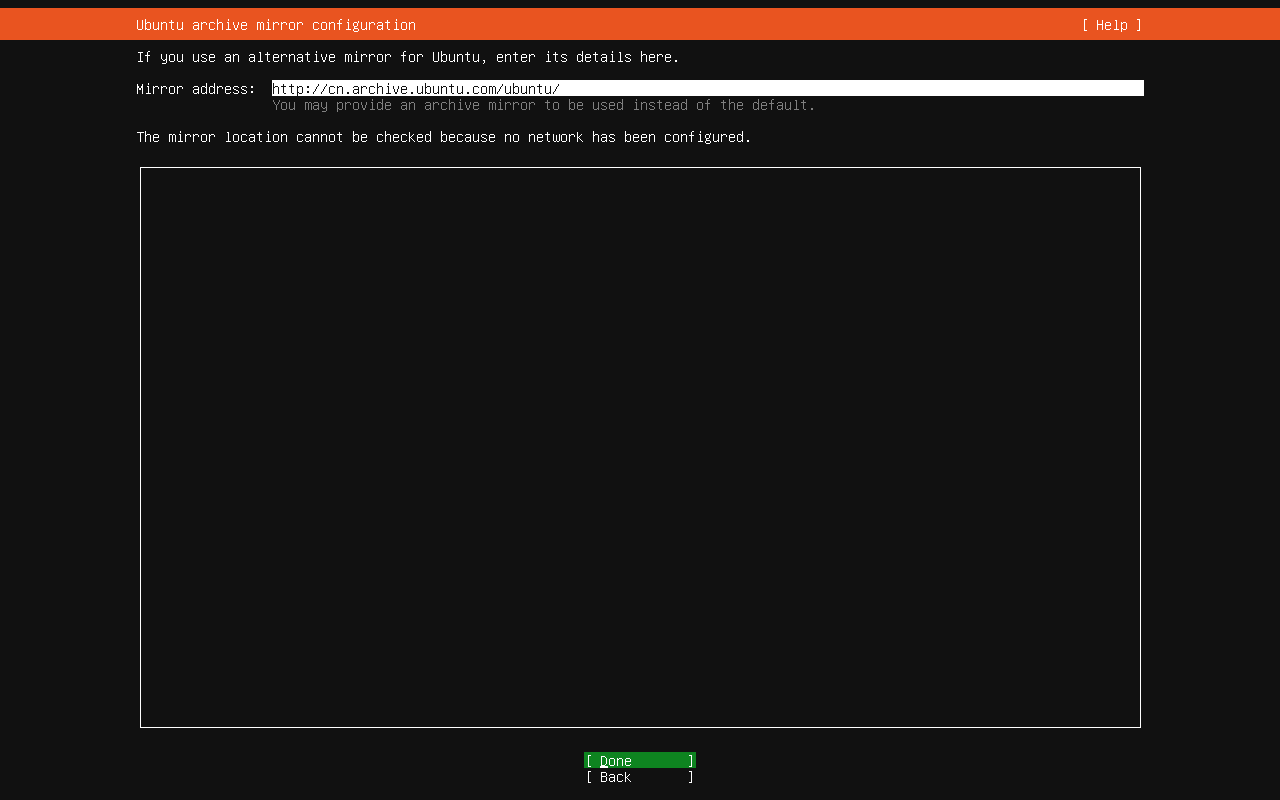 Ubuntu archive mirror configuration [ Help ]
If you use an alternative mirror for Ubuntu, enter its details here.
Mirror address: http://cn.archive.ubuntu.com/ubuntu/
You may provide an archive mirror to be used instead of the default.
The mirror location cannot be checked because no network has been configured.
[ Done ]
[ Back ]